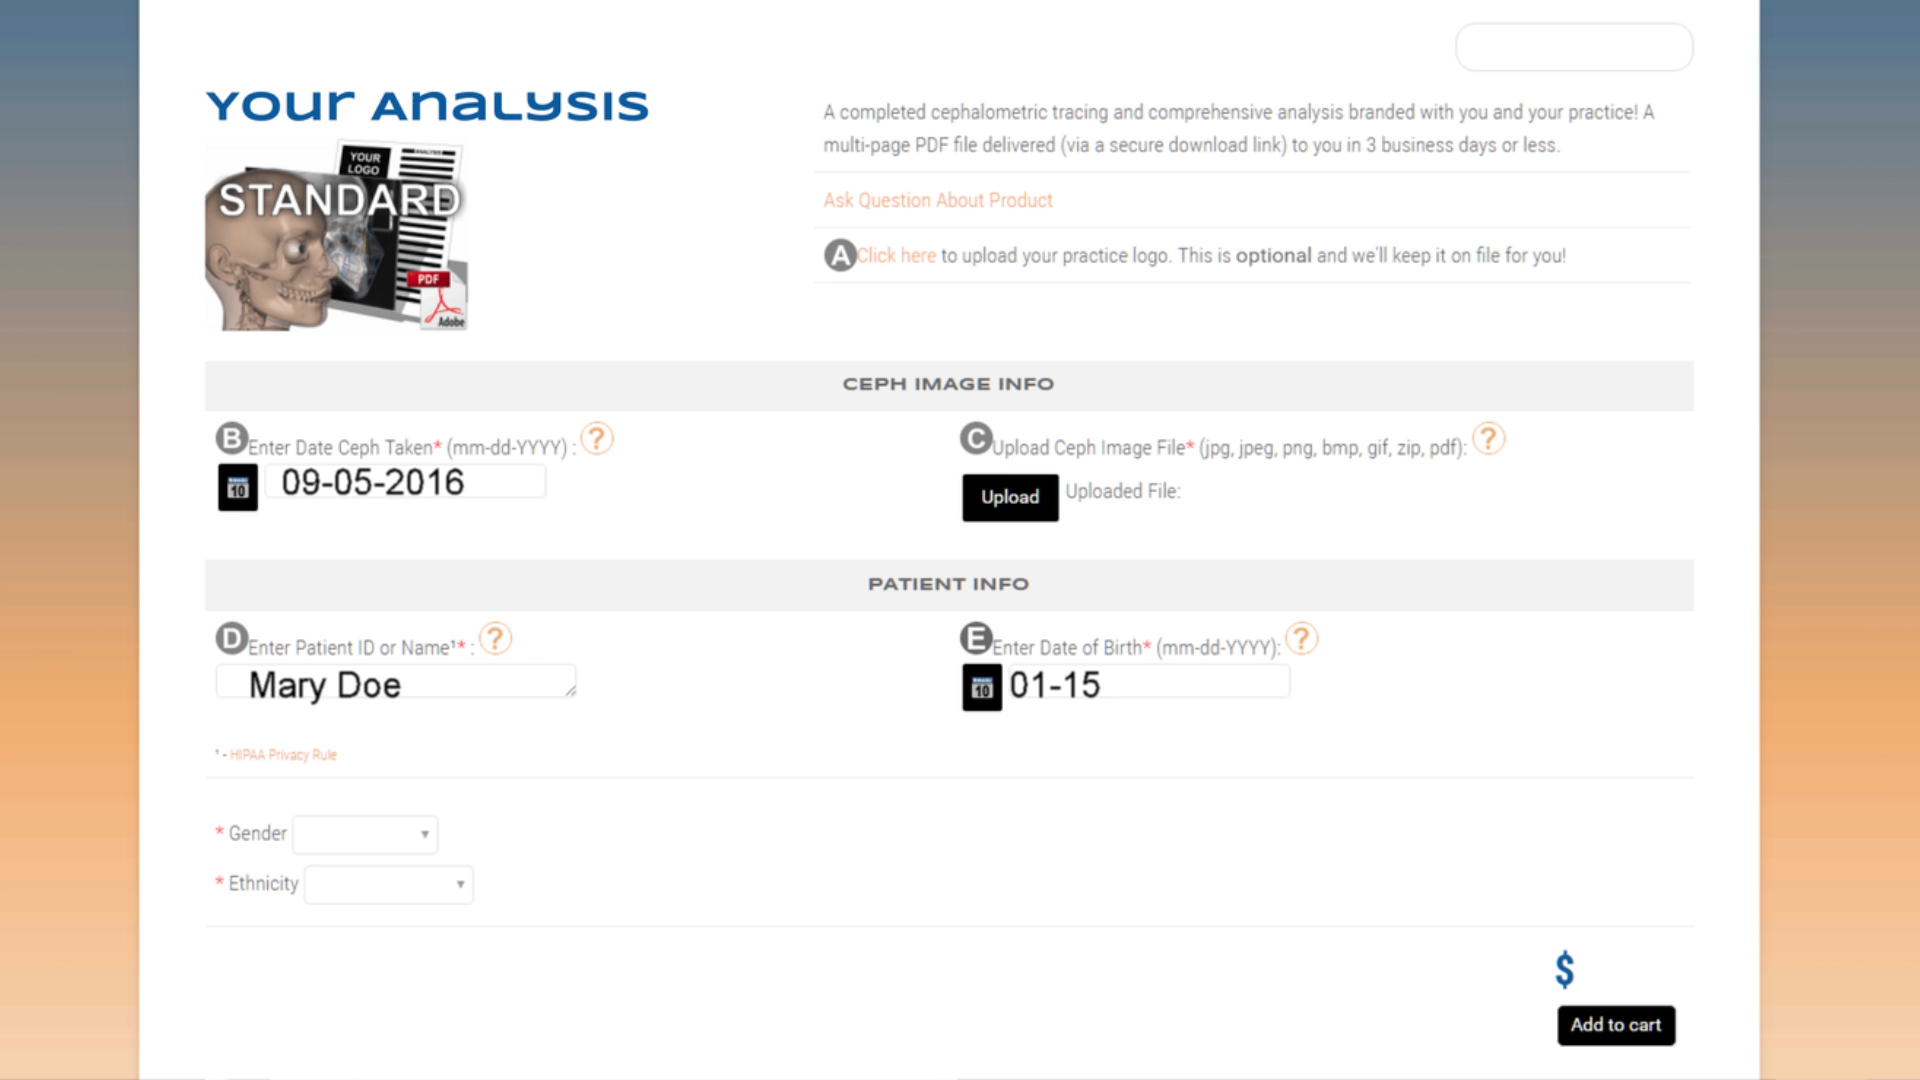 Your Analysis
A completed cephalometric tracing and comprehensive analysis branded with you and your practice! A
multi-page PDF file delivered (via a secure download link) to you in 3 business days or less.
YOUR
LOGO
ANALYSIS
STANDARD
PDF
Adobe
Ask Question About Product
A Click here to upload your practice logo. This is optional and we'll keep it on file for you!
CEPH IMAGE INFO
B Enter Date Ceph Taken* (mm-dd-YYYY) : ?
10 09-05-2016
C Upload Ceph Image File* (jpg, jpeg, png, bmp, gif, zip, pdf): ?
Upload Uploaded File:
PATIENT INFO
D Enter Patient ID or Name¹* : ?
Mary Doe
E Enter Date of Birth* (mm-dd-YYYY): ?
10 01-15
¹ - HIPAA Privacy Rule
* Gender
* Ethnicity
$
Add to cart